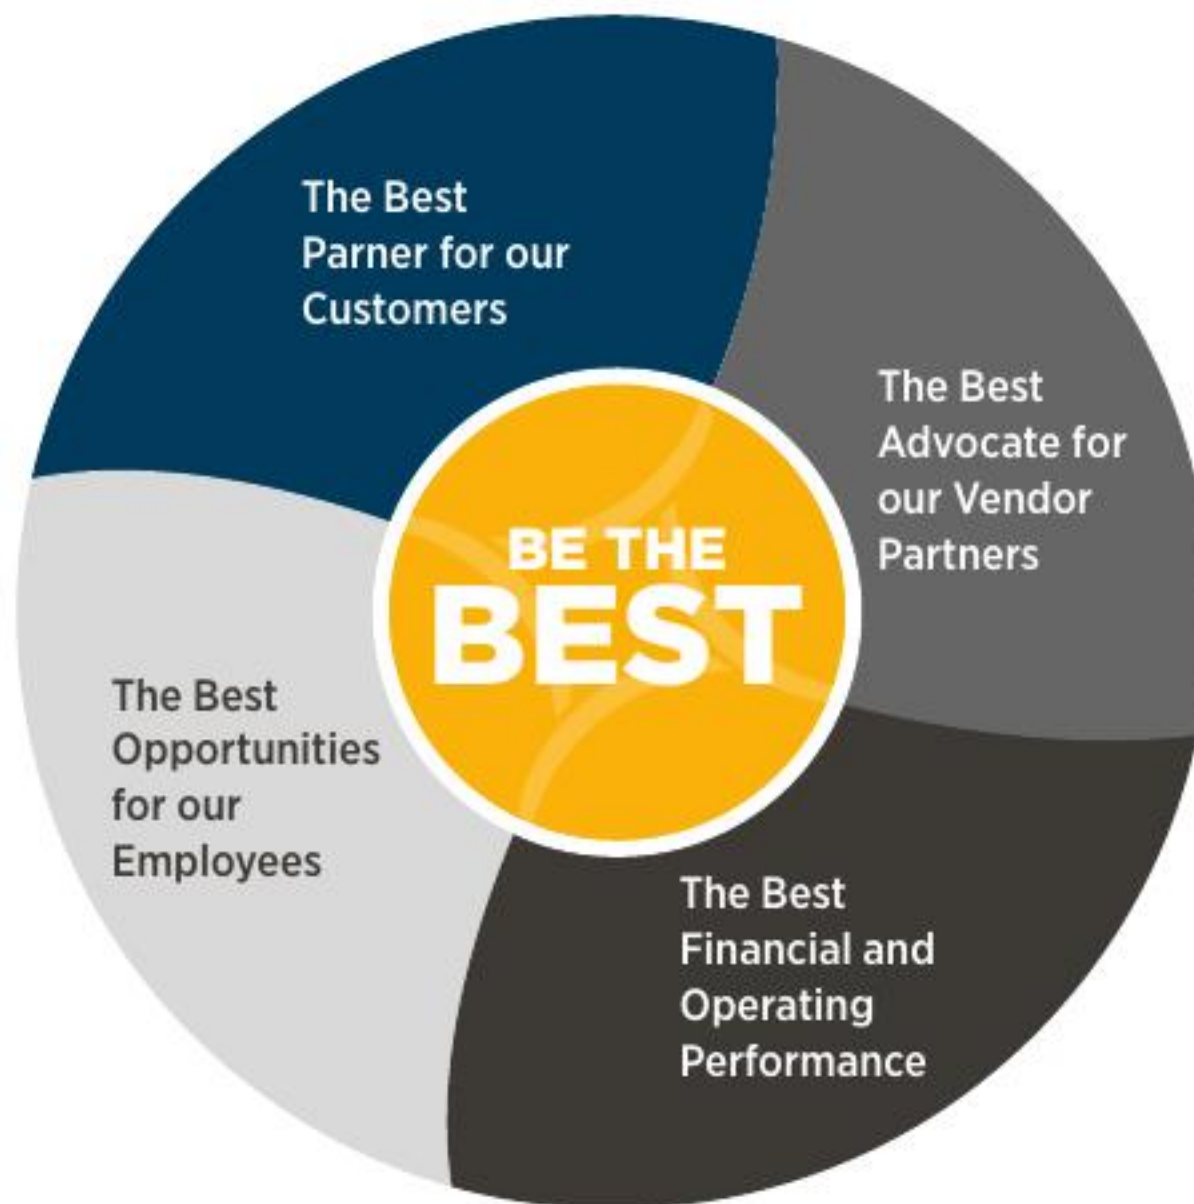 The Best
Parner for our
Customers
The Best
Advocate for
our Vendor
Partners
BE THE
BEST
The Best
Opportunities
for our
Employees
The Best
Financial and
Operating
Performance